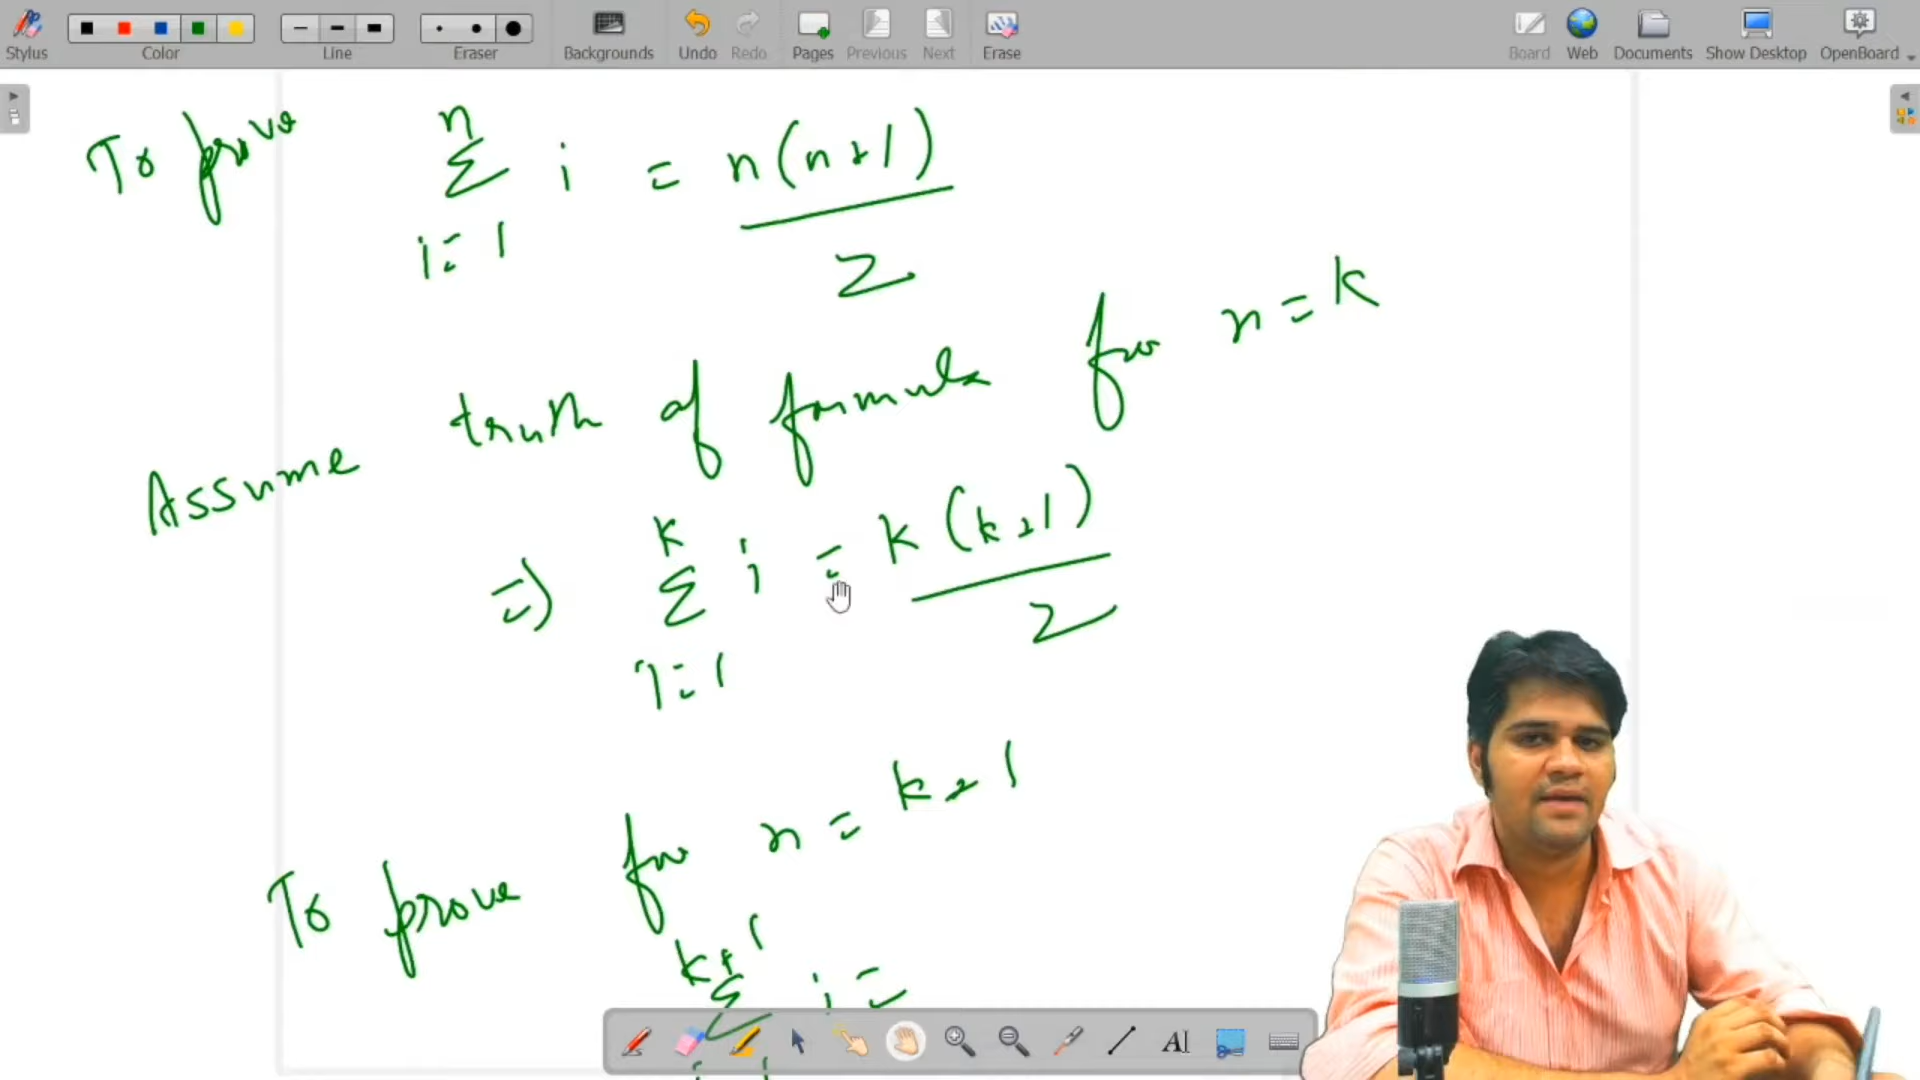 Stylus Color Line Eraser Backgrounds Undo Redo Pages Previous Next Erase Board Web Documents Show Desktop OpenBoard
To prove n Σ i=1 i = n(n+1) / 2
Assume truth of formula for n=k
=> k Σ i=1 i = k(k+1) / 2
To prove for n = k+1
k+1 Σ i =